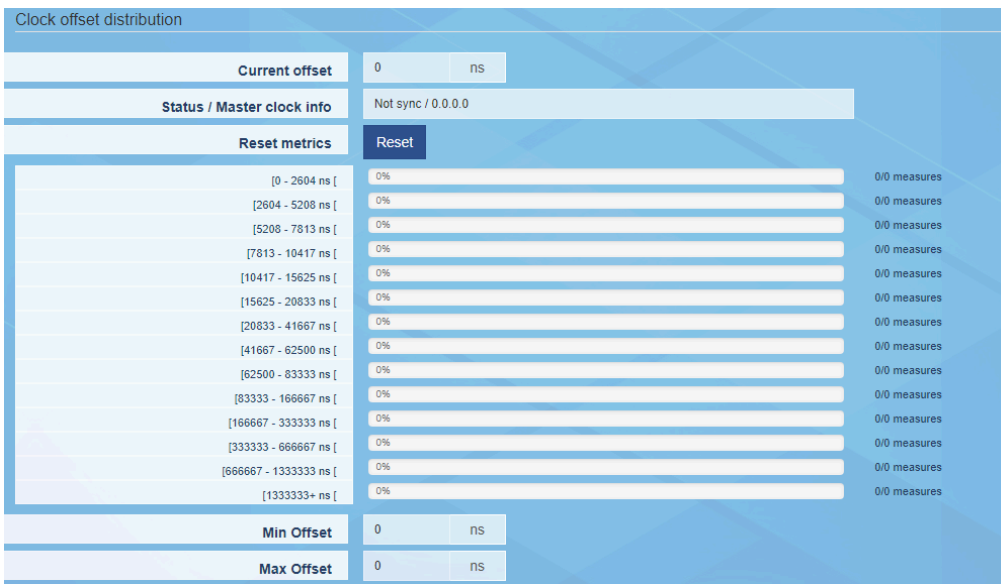 Clock offset distribution
Current offset 0 ns
Status / Master clock info Not sync / 0.0.0.0
Reset metrics Reset
[0 - 2604 ns [ 0% 0/0 measures
[2604 - 5208 ns [ 0% 0/0 measures
[5208 - 7813 ns [ 0% 0/0 measures
[7813 - 10417 ns [ 0% 0/0 measures
[10417 - 15625 ns [ 0% 0/0 measures
[15625 - 20833 ns [ 0% 0/0 measures
[20833 - 41667 ns [ 0% 0/0 measures
[41667 - 62500 ns [ 0% 0/0 measures
[62500 - 83333 ns [ 0% 0/0 measures
[83333 - 166667 ns [ 0% 0/0 measures
[166667 - 333333 ns [ 0% 0/0 measures
[333333 - 666667 ns [ 0% 0/0 measures
[666667 - 1333333 ns [ 0% 0/0 measures
[1333333+ ns [ 0% 0/0 measures
Min Offset 0 ns
Max Offset 0 ns